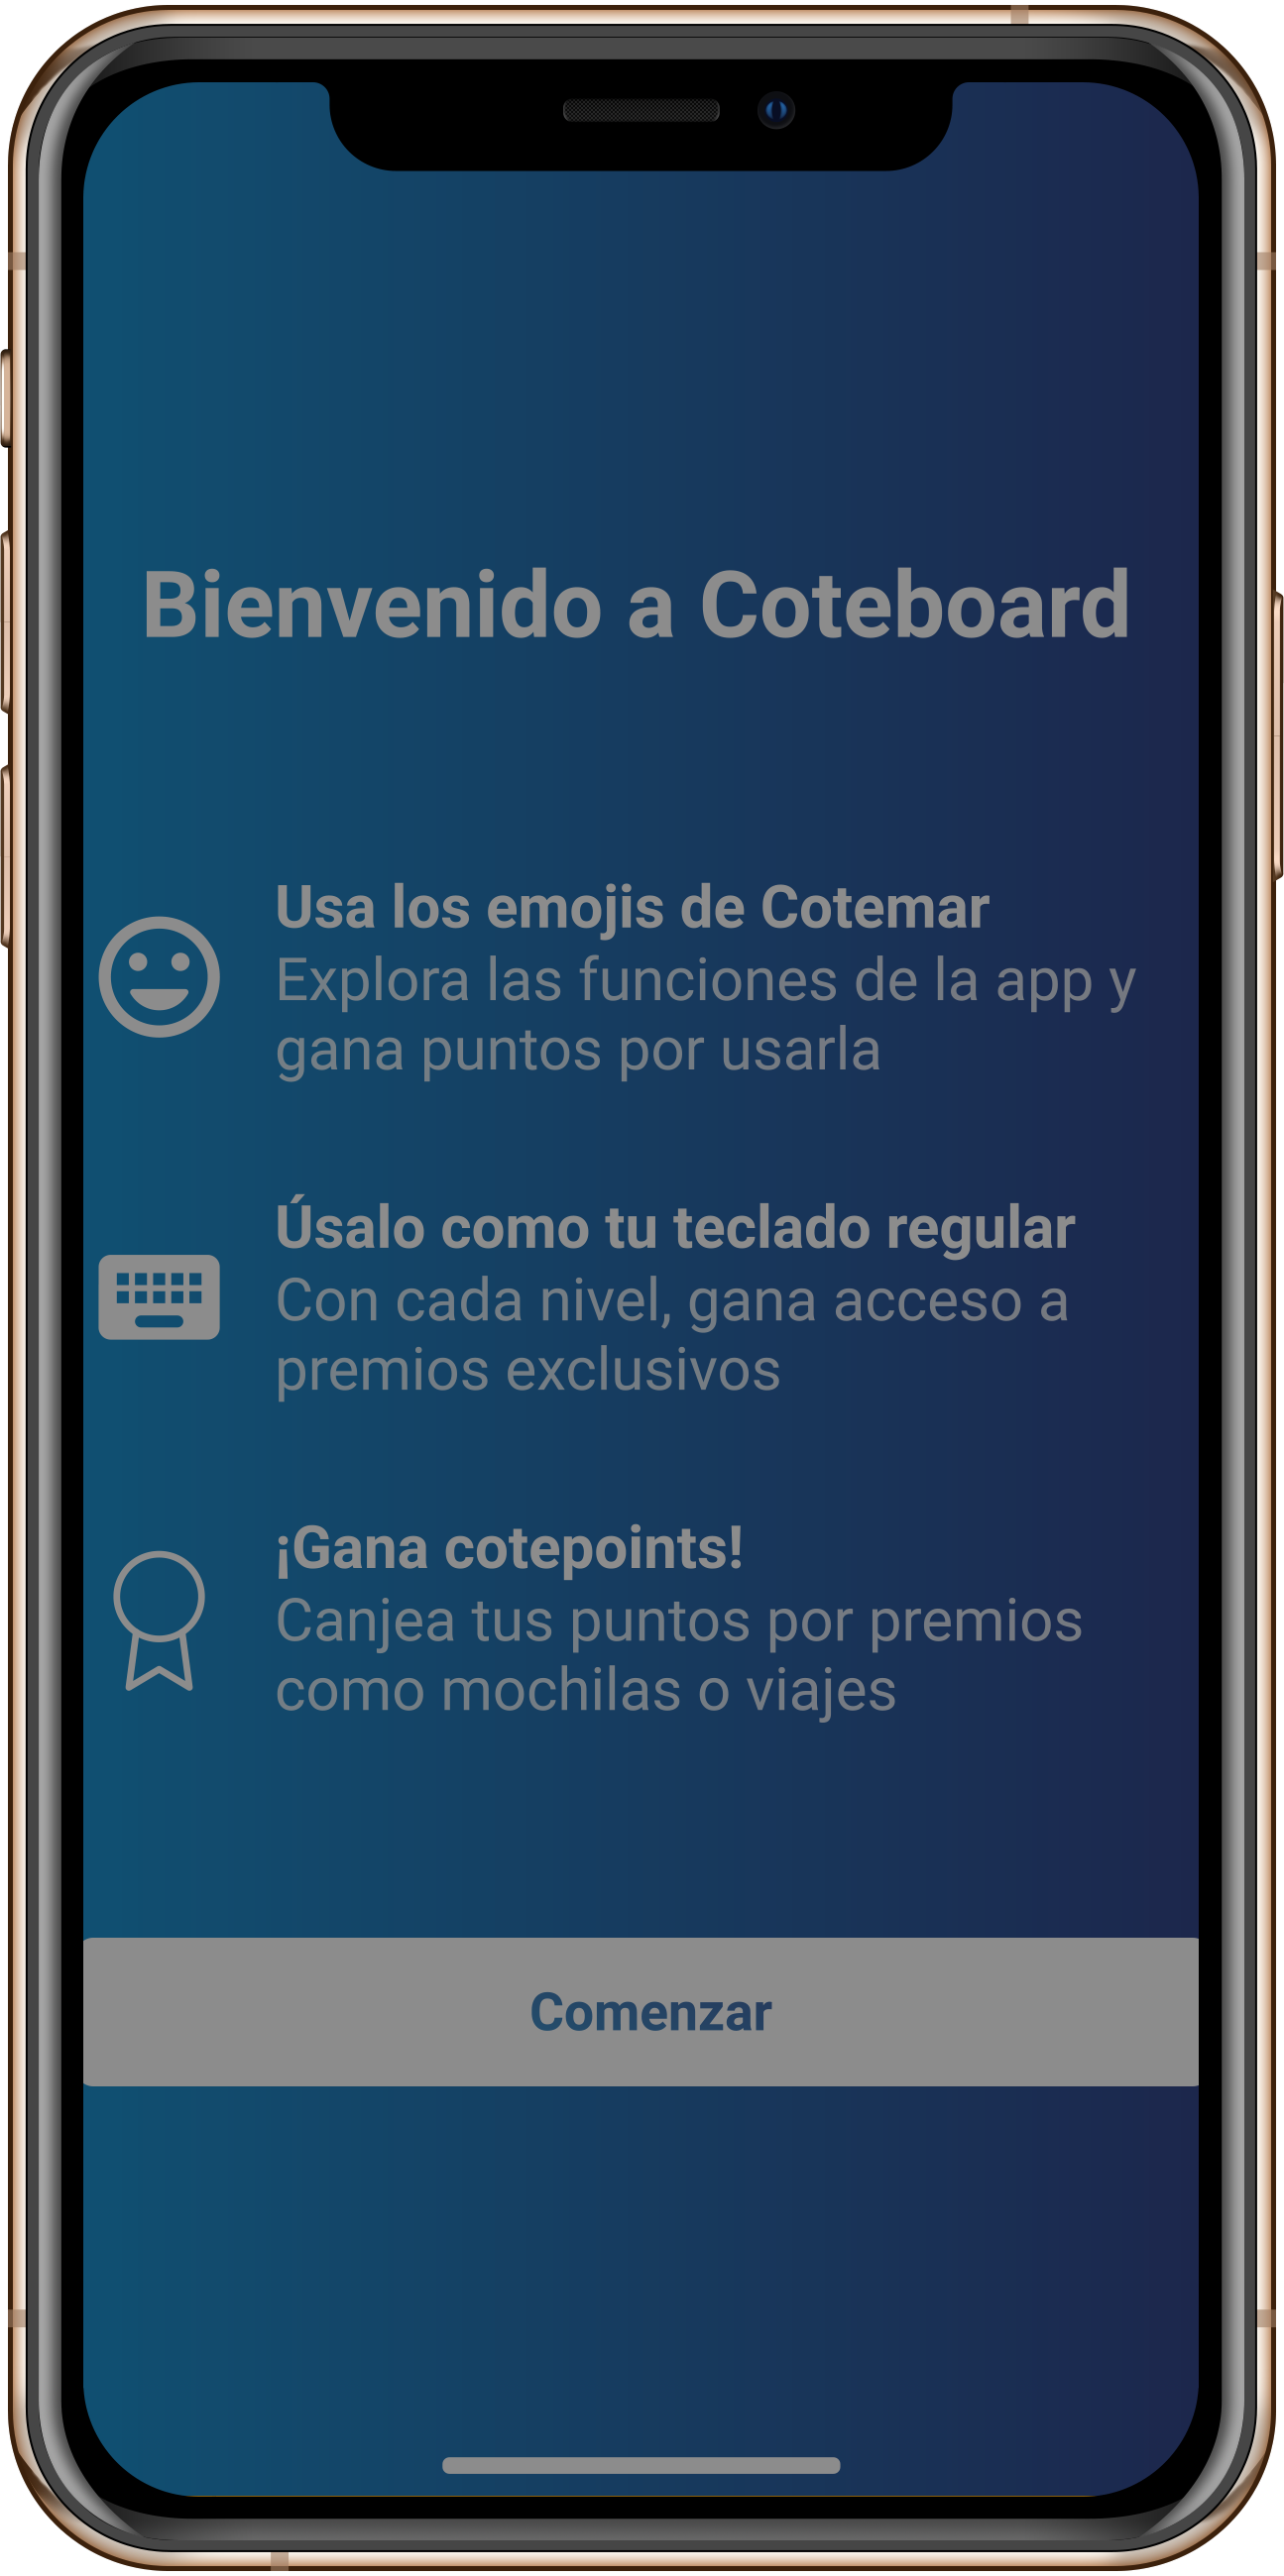 Bienvenido a Coteboard
Usa los emojis de Cotemar
Explora las funciones de la app y
gana puntos por usarla
Úsalo como tu teclado regular
Con cada nivel, gana acceso a
premios exclusivos
¡Gana cotepoints!
Canjea tus puntos por premios
como mochilas o viajes
Comenzar